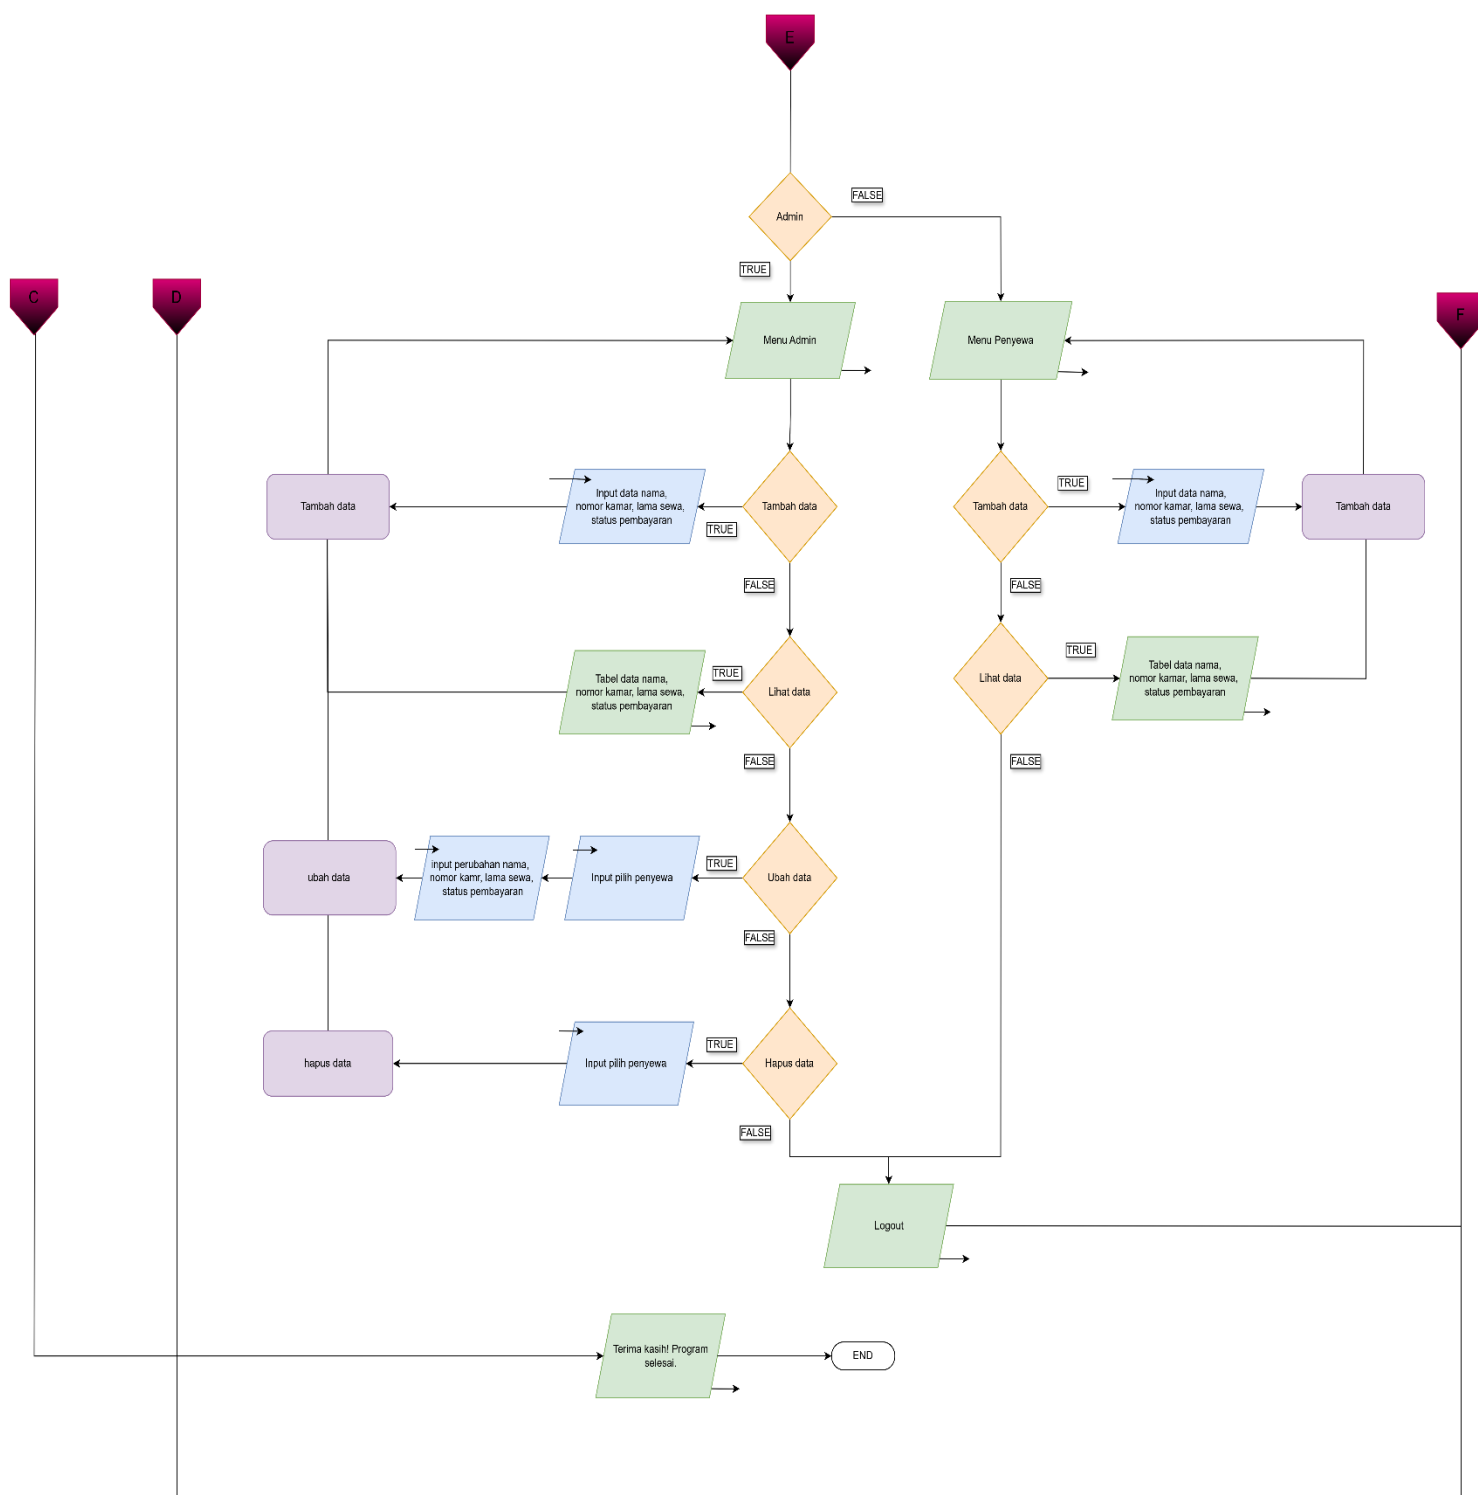 E
Admin
FALSE
TRUE
C
D
F
Menu Admin
Menu Penyewa
Tambah data
Input data nama,
nomor kamar, lama sewa,
status pembayaran
TRUE
Tambah data
Tambah data
TRUE
Input data nama,
nomor kamar, lama sewa,
status pembayaran
Tambah data
FALSE
FALSE
Tabel data nama,
nomor kamar, lama sewa,
status pembayaran
TRUE
Lihat data
Lihat data
TRUE
Tabel data nama,
nomor kamar, lama sewa,
status pembayaran
FALSE
FALSE
ubah data
input perubahan nama,
nomor kamr, lama sewa,
status pembayaran
Input pilih penyewa
TRUE
Ubah data
FALSE
hapus data
Input pilih penyewa
TRUE
Hapus data
FALSE
Logout
Terima kasih! Program
selesai.
END